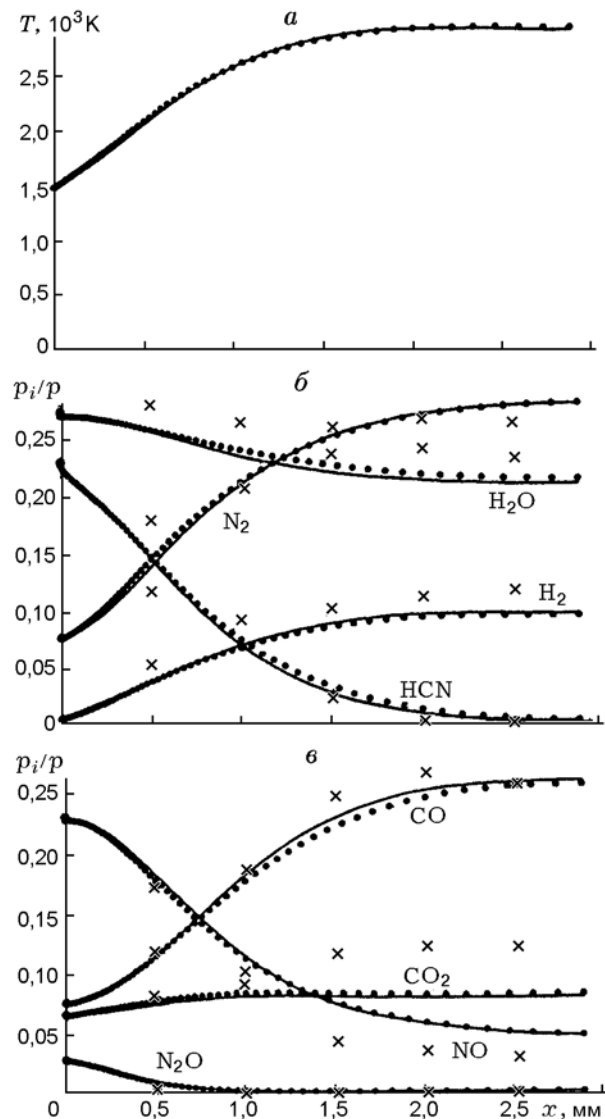 T, 10³K
а
2,5
2,0
1,5
1,0
0,5
0
pᵢ/p
б
0,25
0,20
0,15
0,10
0,05
0
N₂
H₂O
H₂
HCN
pᵢ/p
в
0,25
0,20
0,15
0,10
0,05
CO
CO₂
N₂O
NO
0 0,5 1,0 1,5 2,0 2,5 x, мм